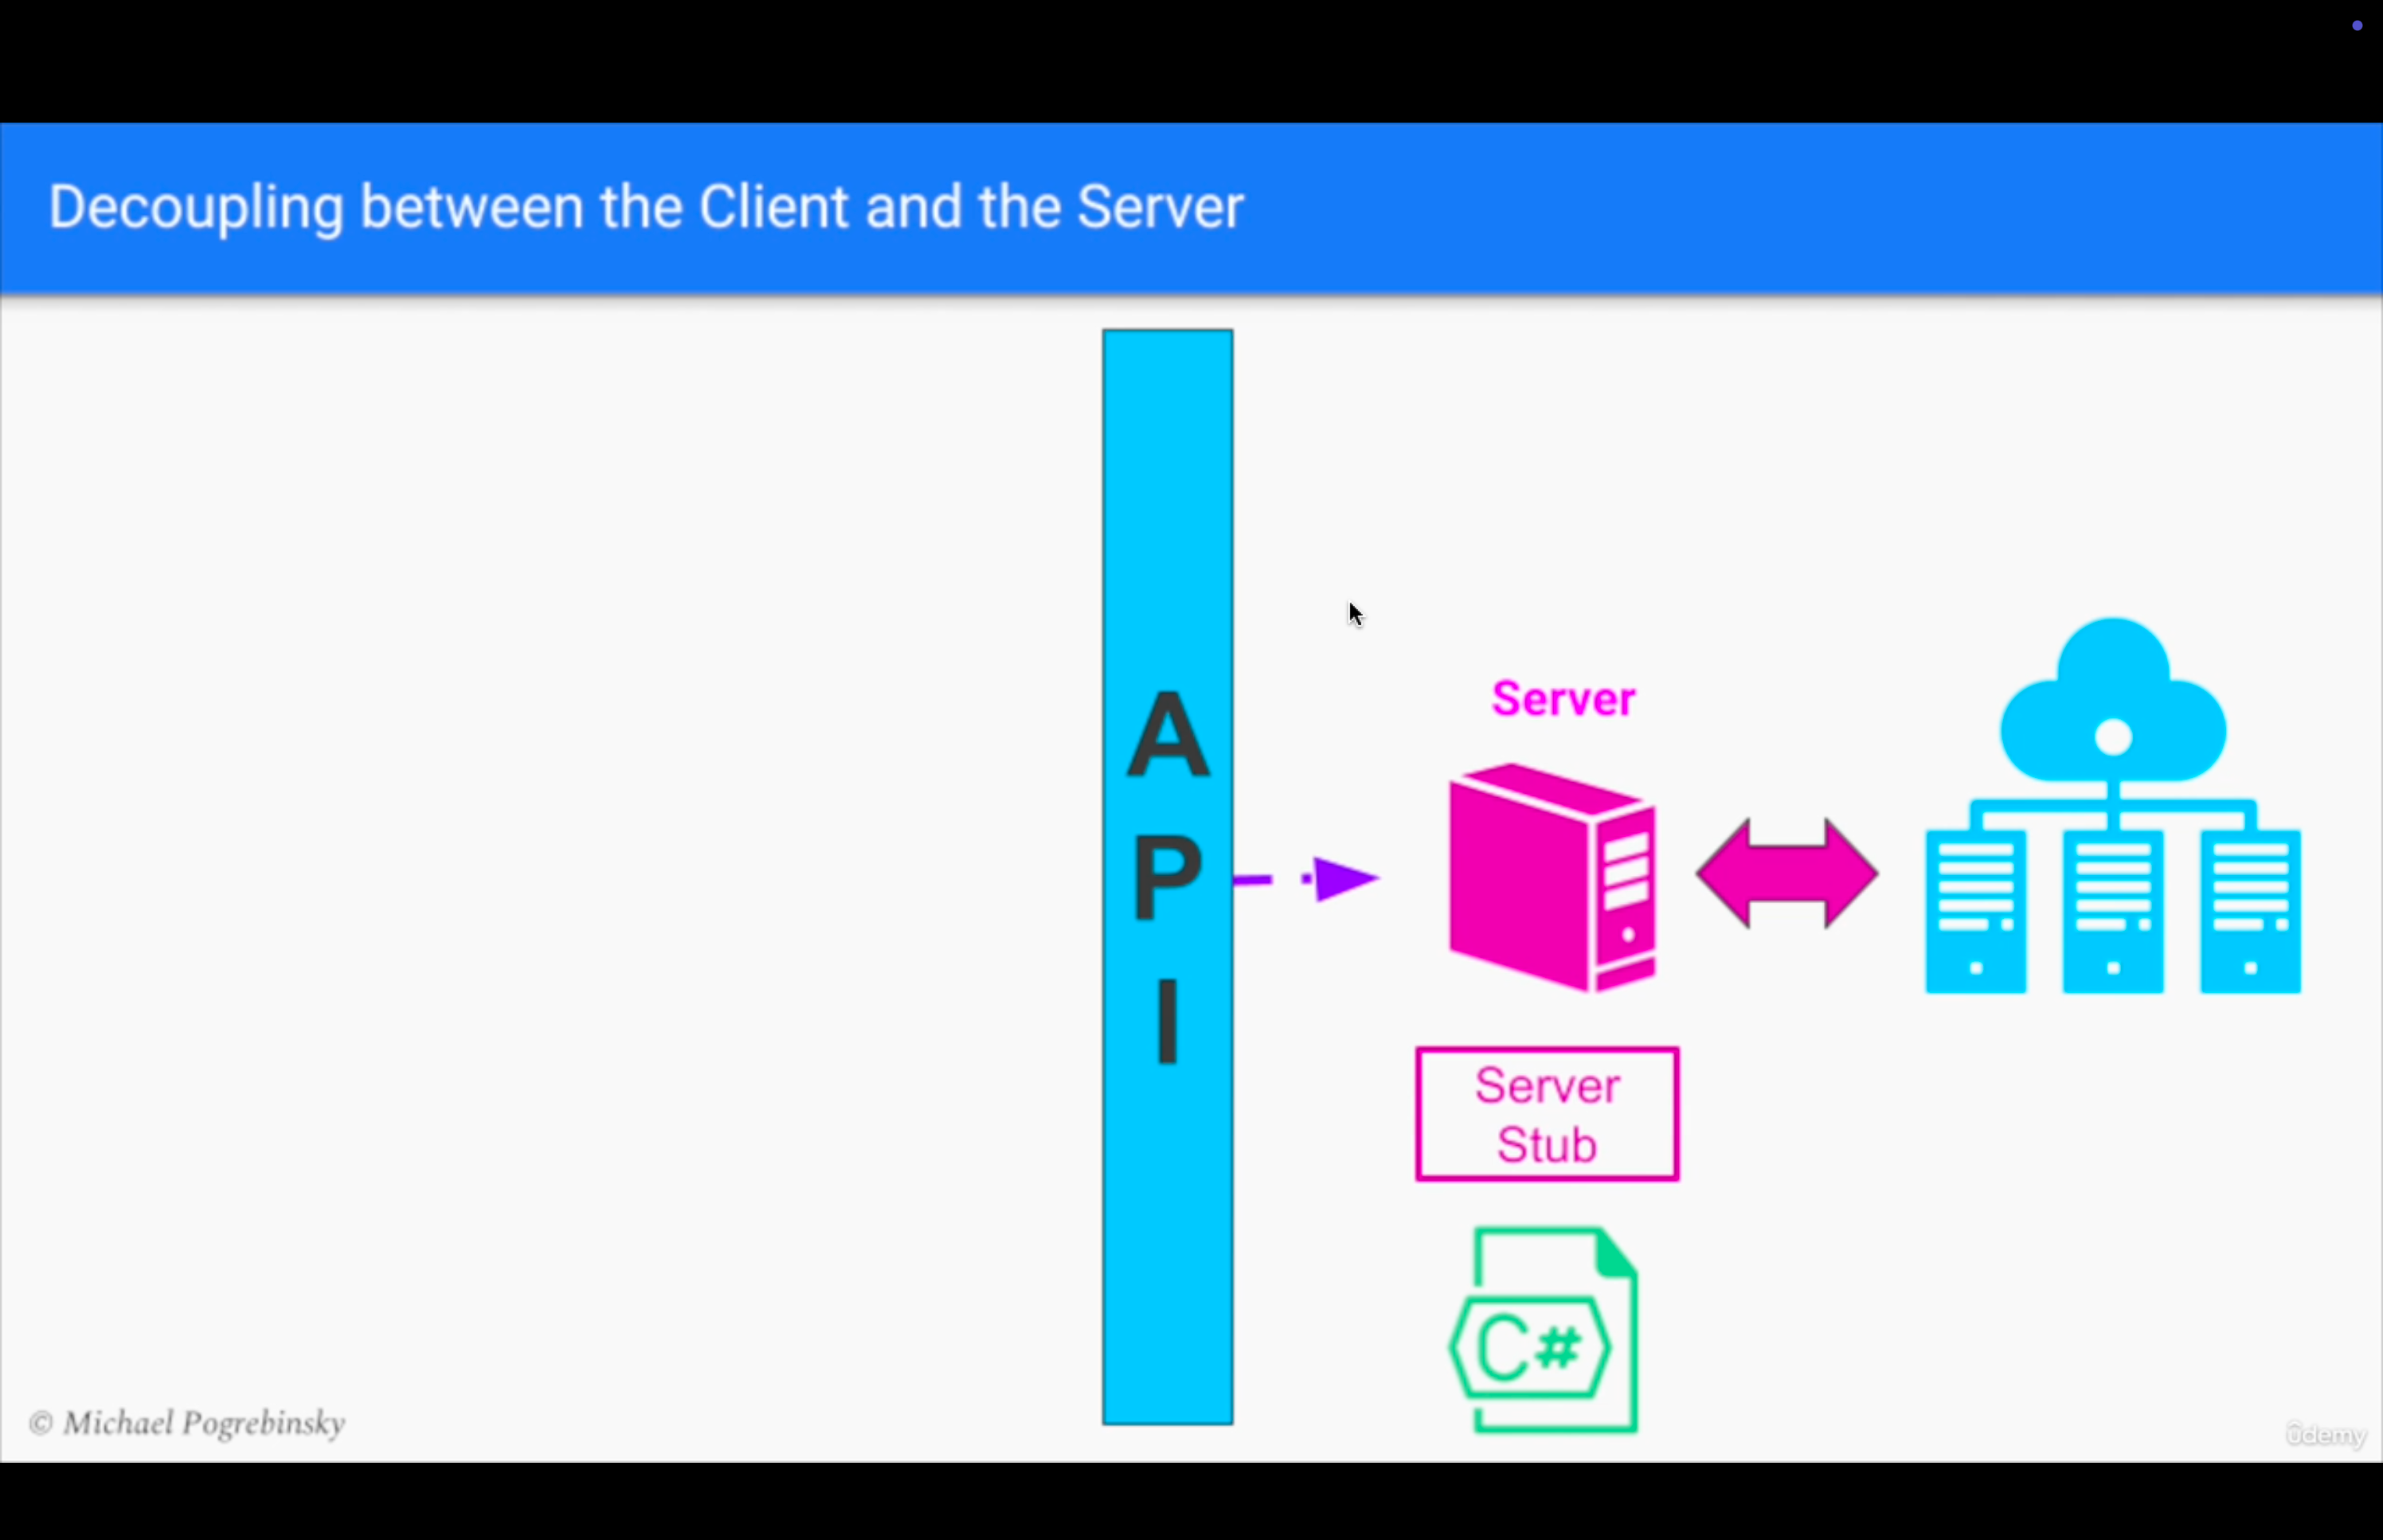 Decoupling between the Client and the Server
A
P
I
Server
Server
Stub
C#
© Michael Pogrebinsky
ûdemy